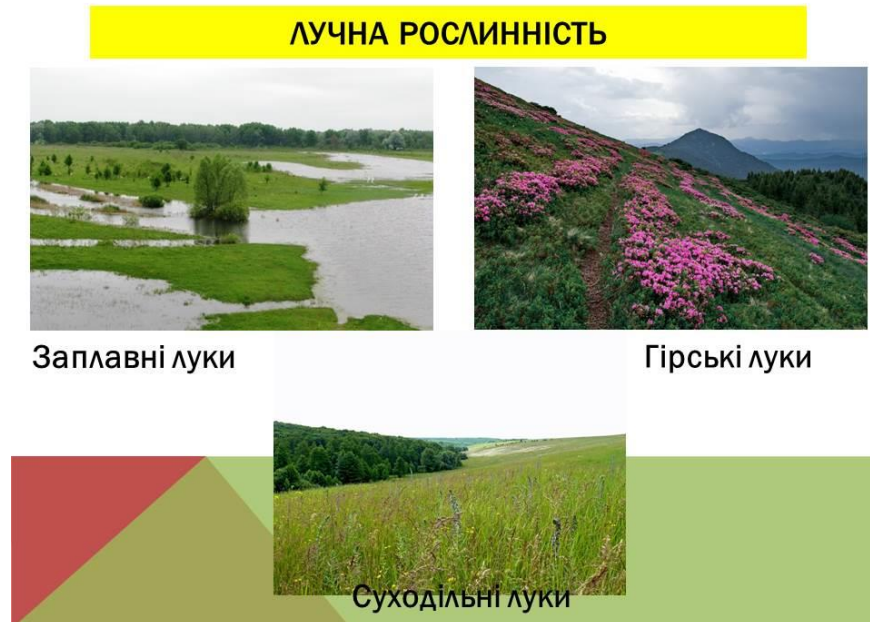 ЛУЧНА РОСЛИННІСТЬ
Заплавні луки
Гірські луки
Суходільні луки